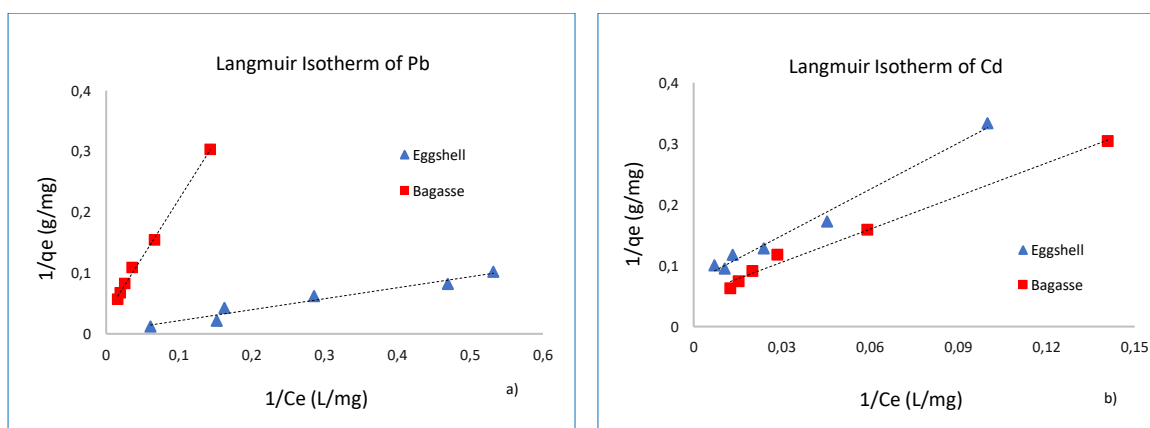 Langmuir Isotherm of Pb
0,4
0,3
0,2
0,1
0
1/qe (g/mg)
Eggshell
Bagasse
0 0,1 0,2 0,3 0,4 0,5 0,6
1/Ce (L/mg)
a)
Langmuir Isotherm of Cd
0,4
0,3
0,2
0,1
0
1/qe (g/mg)
Eggshell
Bagasse
0 0,03 0,06 0,09 0,12 0,15
1/Ce (L/mg)
b)